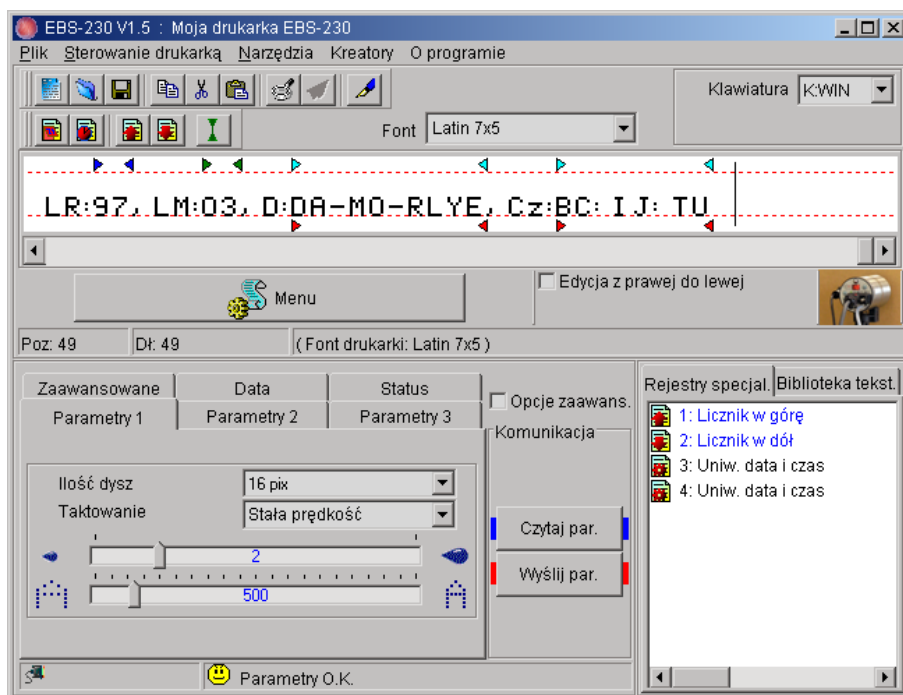 EBS-230 V1.5 : Moja drukarka EBS-230
Plik Sterowanie drukarką Narzędzia Kreatory O programie
Klawiatura K:WIN
Font Latin 7x5
LR:97, LM:03, D:DA-MO-RLYE, Cz:BC: IJ: TU
Menu
Edycja z prawej do lewej
Poz: 49 Dł: 49 ( Font drukarki: Latin 7x5 )
Zaawansowane Data Status
Parametry 1 Parametry 2 Parametry 3
Ilość dysz 16 pix
Taktowanie Stała prędkość
2
500
Opcje zaawans.
Komunikacja
Czytaj par.
Wyślij par.
Parametry O.K.
Rejestry specjal. Biblioteka tekst.
1: Licznik w górę
2: Licznik w dół
3: Uniw. data i czas
4: Uniw. data i czas